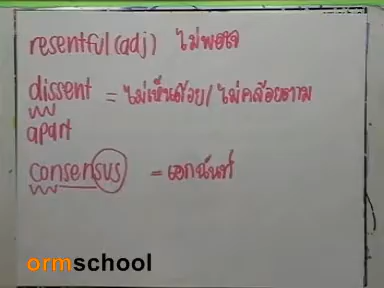 resentful (adj) ไม่พอใจ
dissent = ไม่เห็นด้วย/ไม่คล้อยตาม
apart
consensus = เอกฉันท์
ormschool